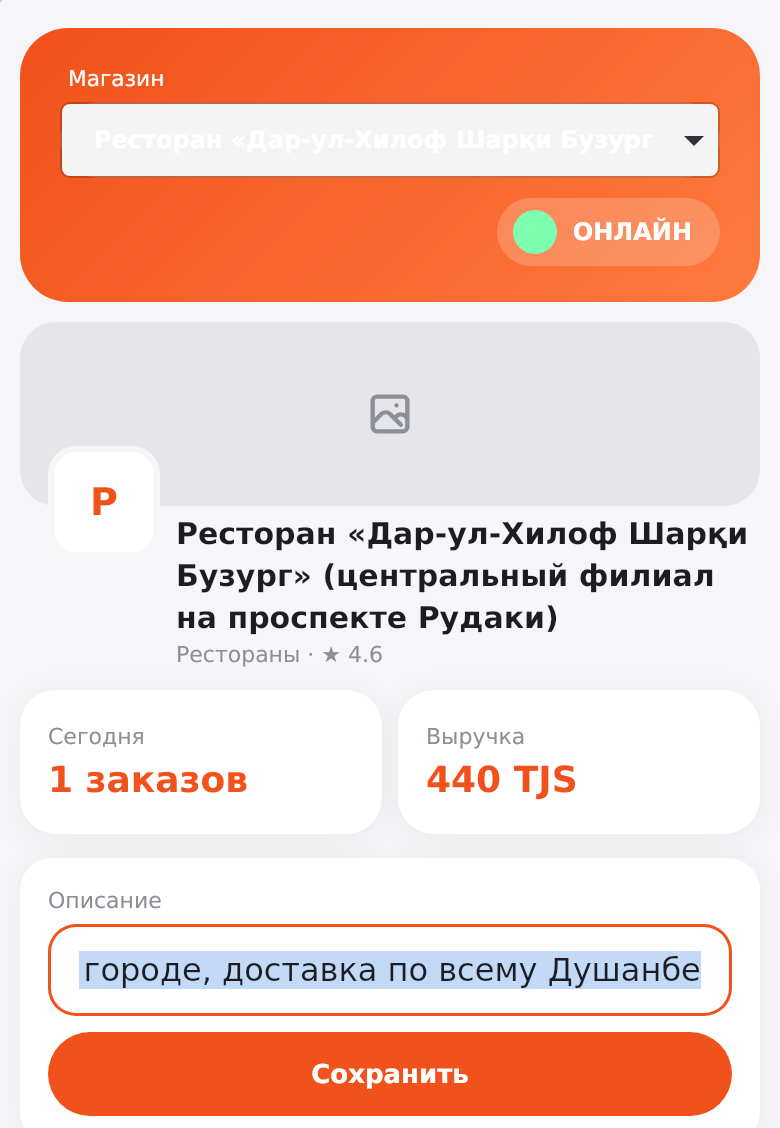 Магазин
Ресторан «Дар-ул-Хилоф Шарқи Бузург
ОНЛАЙН
Р
Ресторан «Дар-ул-Хилоф Шарқи
Бузург» (центральный филиал
на проспекте Рудаки)
Рестораны · ★ 4.6
Сегодня
Выручка
1 заказов
440 TJS
Описание
городе, доставка по всему Душанбе
Сохранить